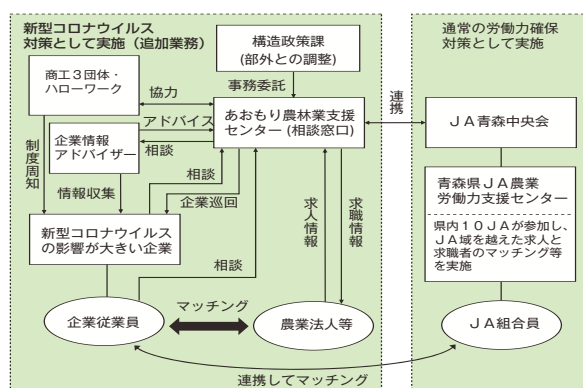 新型コロナウイルス
対策として実施（追加業務）
構造政策課
(部外との調整)
商工３団体・
ハローワーク
事務委託
協力
あおもり農林業支援
センター (相談窓口)
アドバイス
相談
企業情報
アドバイザー
制度周知
情報収集
相談
企業巡回
新型コロナウイルス
の影響が大きい企業
相談
求人情報
求職情報
企業従業員
マッチング
農業法人等
連携
通常の労働力確保
対策として実施
ＪＡ青森中央会
青森県ＪＡ農業
労働力支援センター
県内１０ＪＡが参加し、
ＪＡ域を越えた求人と
求職者のマッチング等
を実施
ＪＡ組合員
連携してマッチング